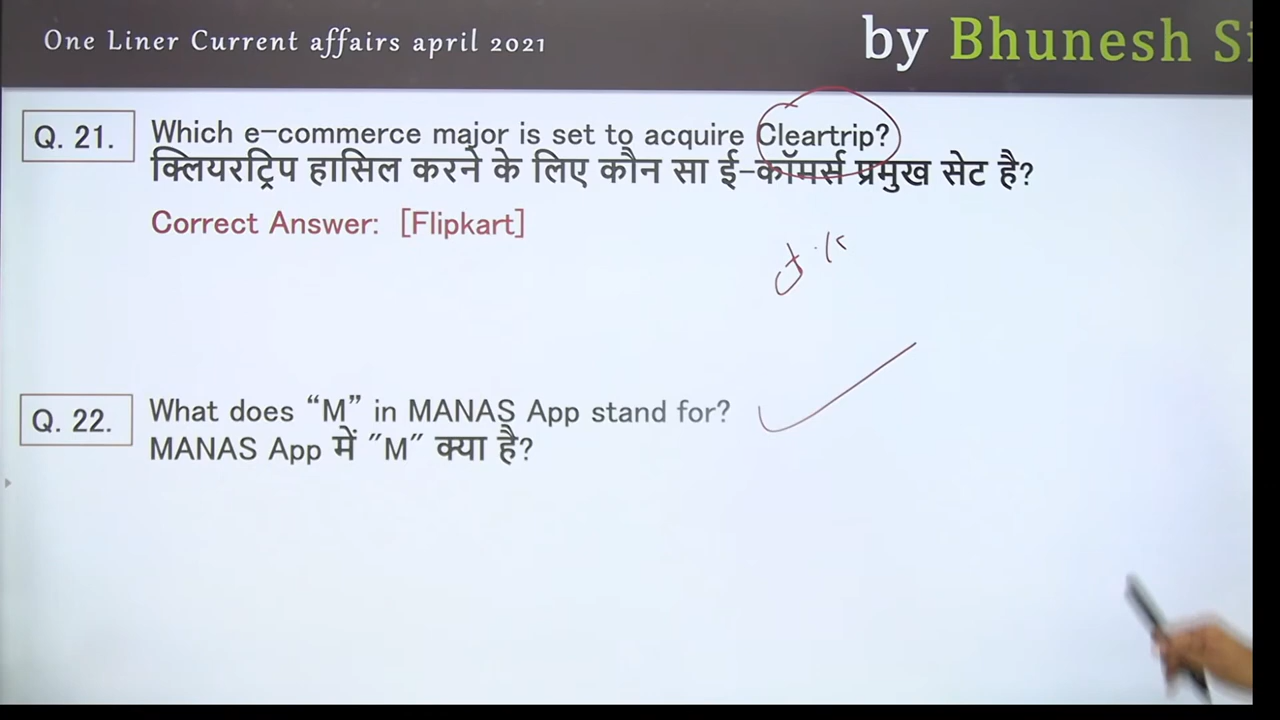 One Liner Current affairs april 2021
by Bhunesh
Q. 21.
Which e-commerce major is set to acquire Cleartrip?
क्लियरट्रिप हासिल करने के लिए कौन सा ई-कॉमर्स प्रमुख सेट है?
Correct Answer: [Flipkart]
Q. 22.
What does “M” in MANAS App stand for?
MANAS App में "M" क्या है?